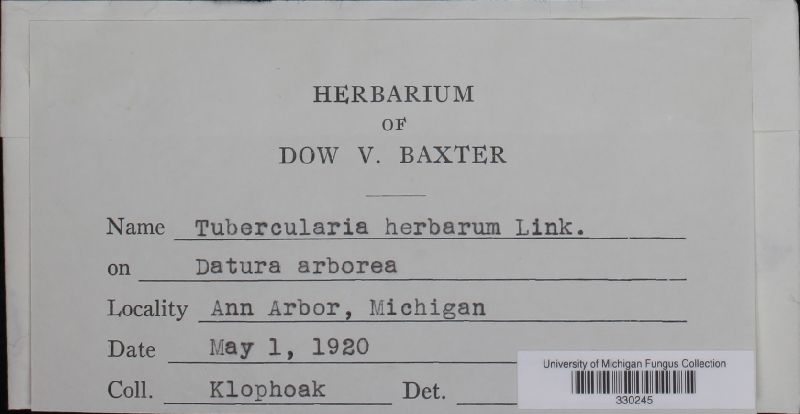 HERBARIUM
OF
DOW V. BAXTER
Name Tubercularia herbarum Link.
on Datura arborea
Locality Ann Arbor, Michigan
Date May 1, 1920
Coll. Klophoak Det.
University of Michigan Fungus Collection
330245